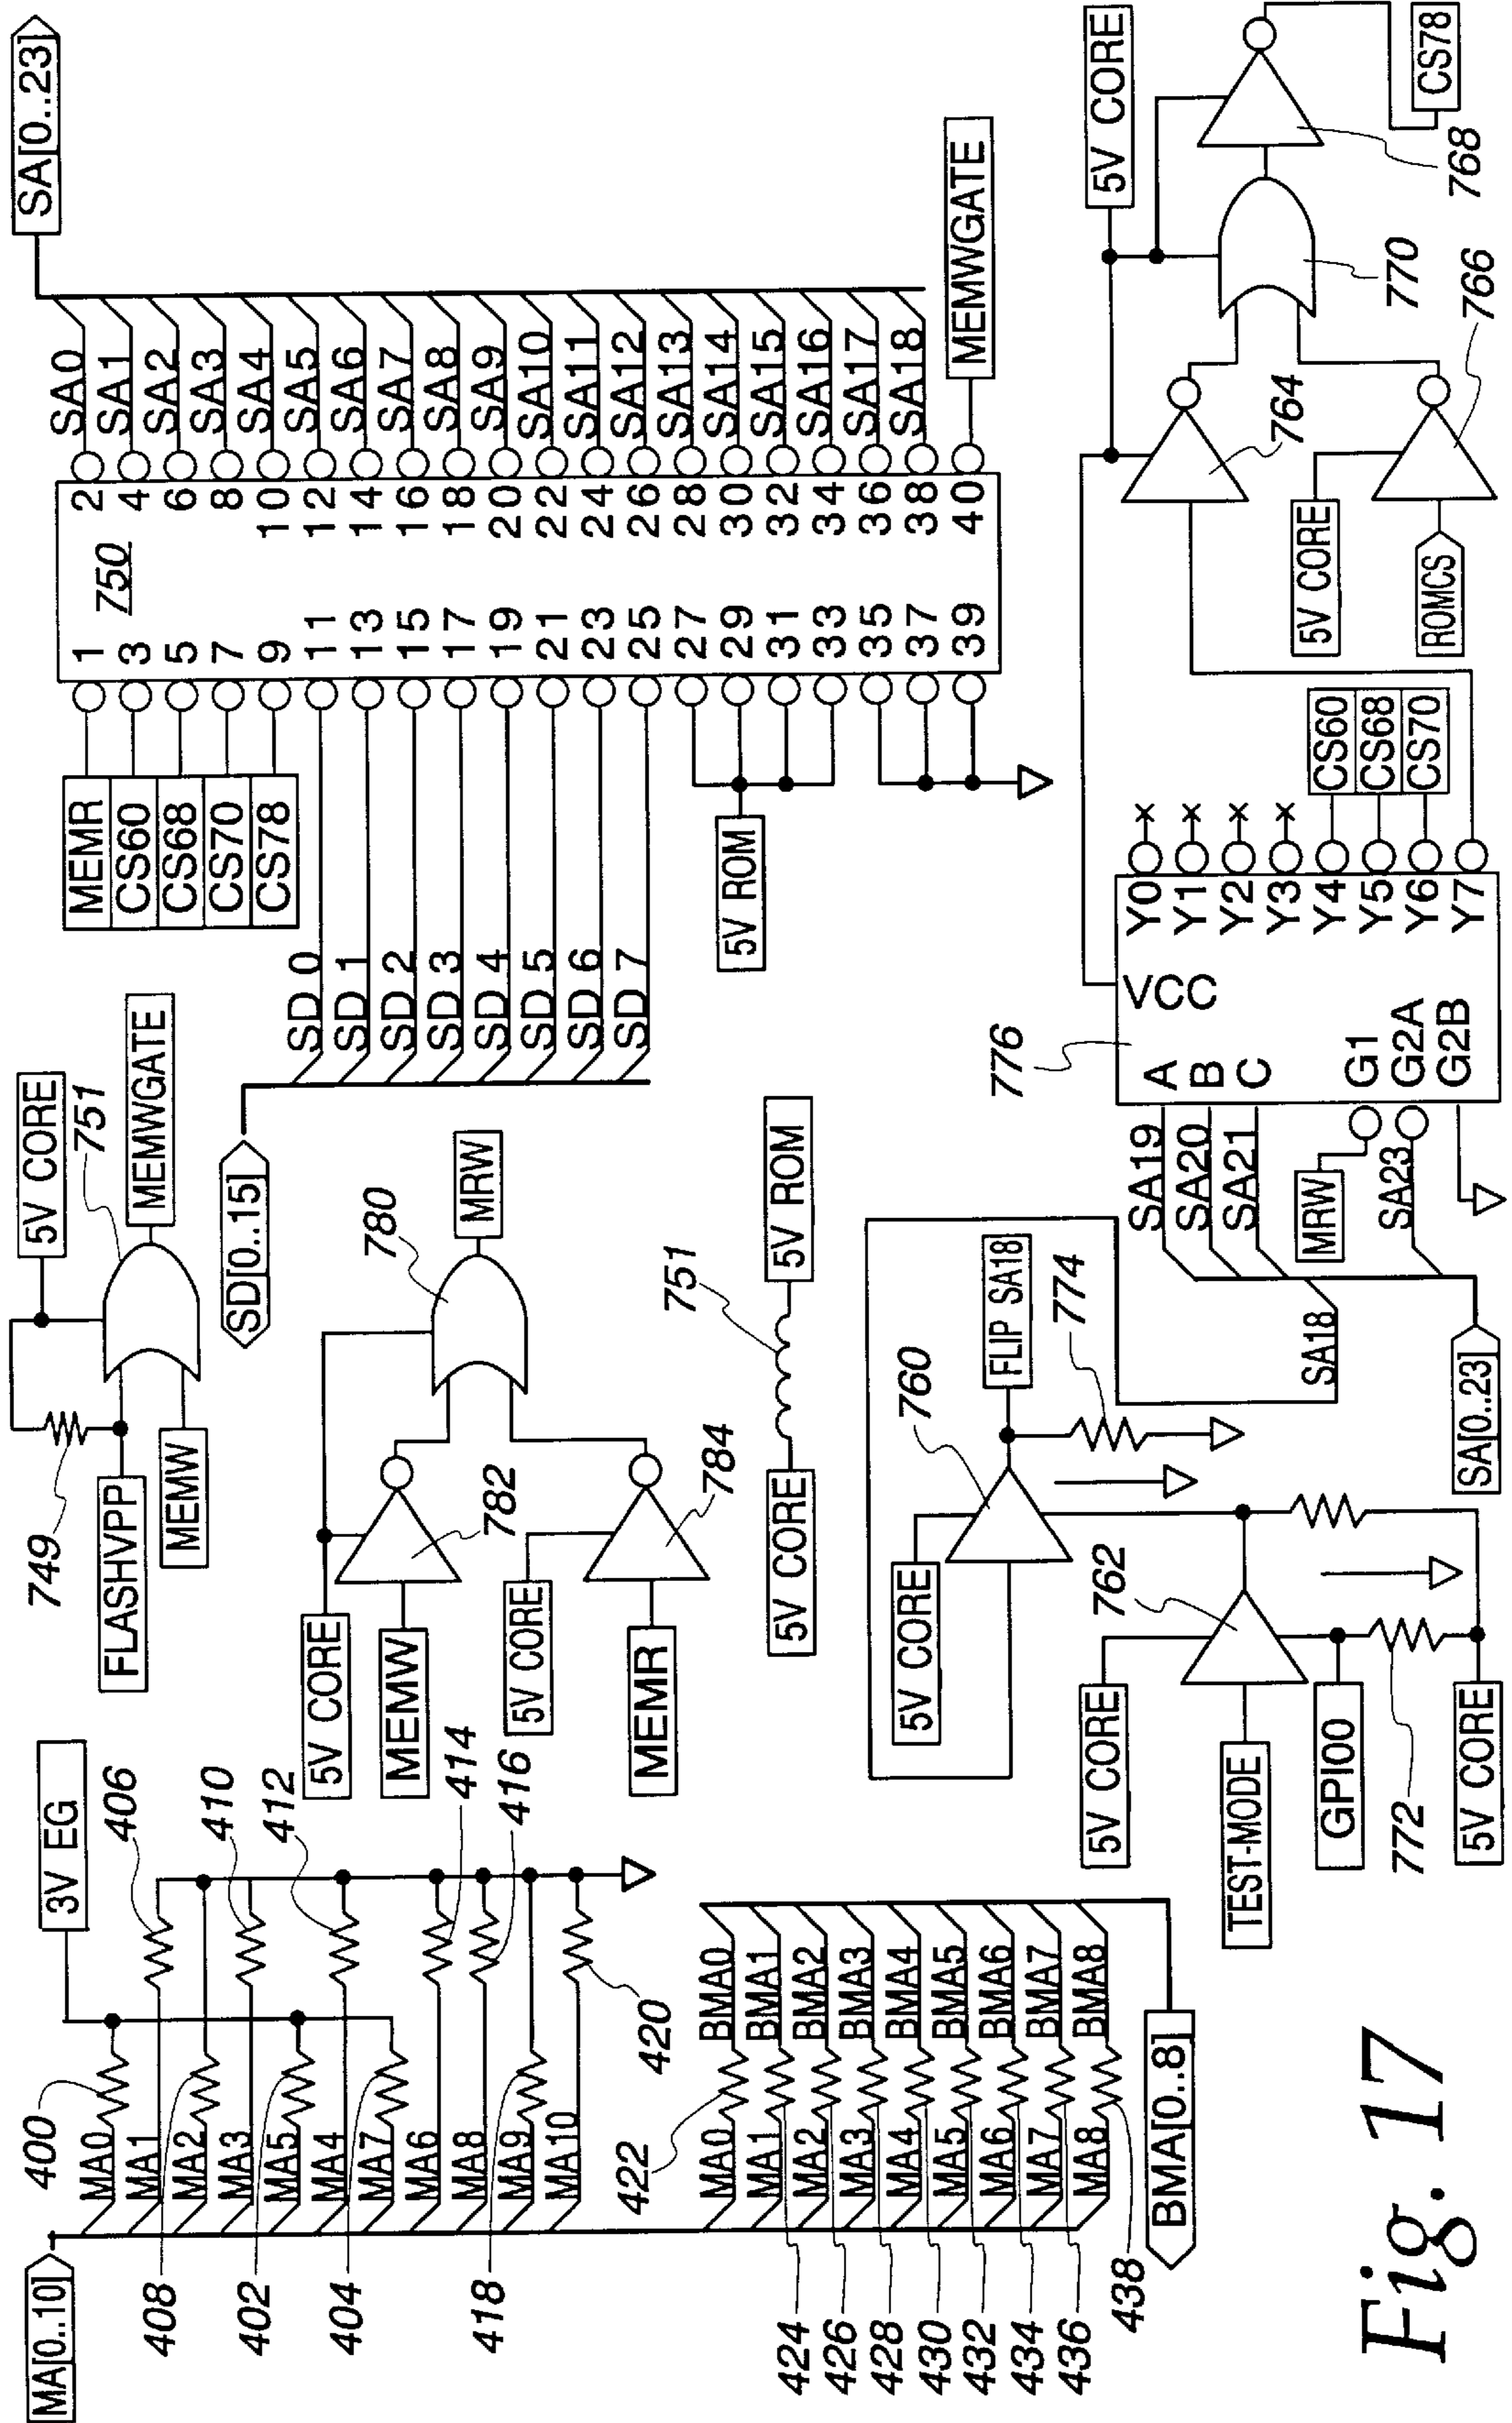 MA[0..10]
MA0
MA1
MA2
MA3
MA5
MA4
MA7
MA6
MA8
MA9
MA10
400
408
402
404
418
3V EG
406
410
412
414
416
420
422
MA0
MA1
MA2
MA3
MA4
MA5
MA6
MA7
MA8
BMA0
BMA1
BMA2
BMA3
BMA4
BMA5
BMA6
BMA7
BMA8
424
426
428
430
432
434
436
438
BMA[0..8]
749
FLASHVPP
MEMW
5V CORE
751
MEMWGATE
5V CORE
MEMW
5V CORE
MEMR
782
784
780
MRW
5V CORE
751
5V ROM
SD[0..15]
SD 0
SD 1
SD 2
SD 3
SD 4
SD 5
SD 6
SD 7
MEMR
CS60
CS68
CS70
CS78
5V ROM
750
1 2
3 4
5 6
7 8
9 10
11 12
13 14
15 16
17 18
19 20
21 22
23 24
25 26
27 28
29 30
31 32
33 34
35 36
37 38
39 40
SA[0..23]
SA0
SA1
SA2
SA3
SA4
SA5
SA6
SA7
SA8
SA9
SA10
SA11
SA12
SA13
SA14
SA15
SA16
SA17
SA18
MEMWGATE
5V CORE
760
FLIP SA18
774
5V CORE
762
TEST-MODE
GPI00
772
5V CORE
SA18
SA[0..23]
SA19
SA20
SA21
MRW
SA23
776
VCC
A
B
C
G1
G2A
G2B
Y0
Y1
Y2
Y3
Y4
Y5
Y6
Y7
CS60
CS68
CS70
5V CORE
764
5V CORE
ROMCS
766
770
768
CS78
Fig. 17